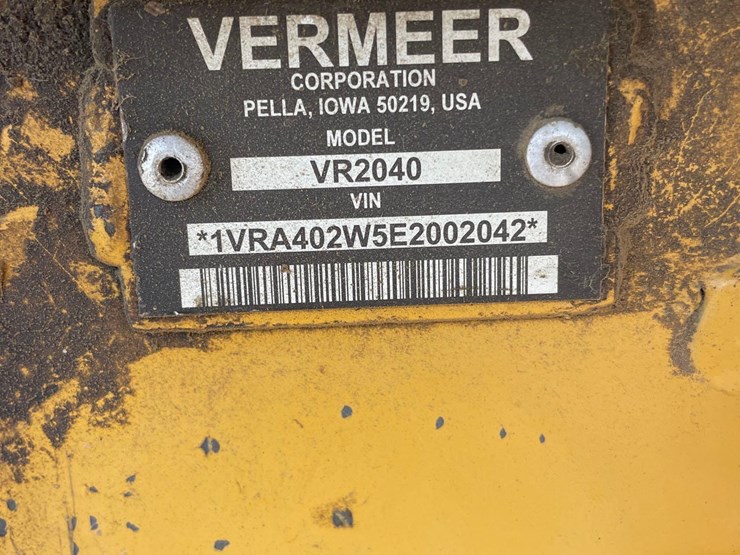 VERMEER
CORPORATION
PELLA, IOWA 50219, USA
MODEL
VR2040
VIN
*1VRA402W5E2002042*